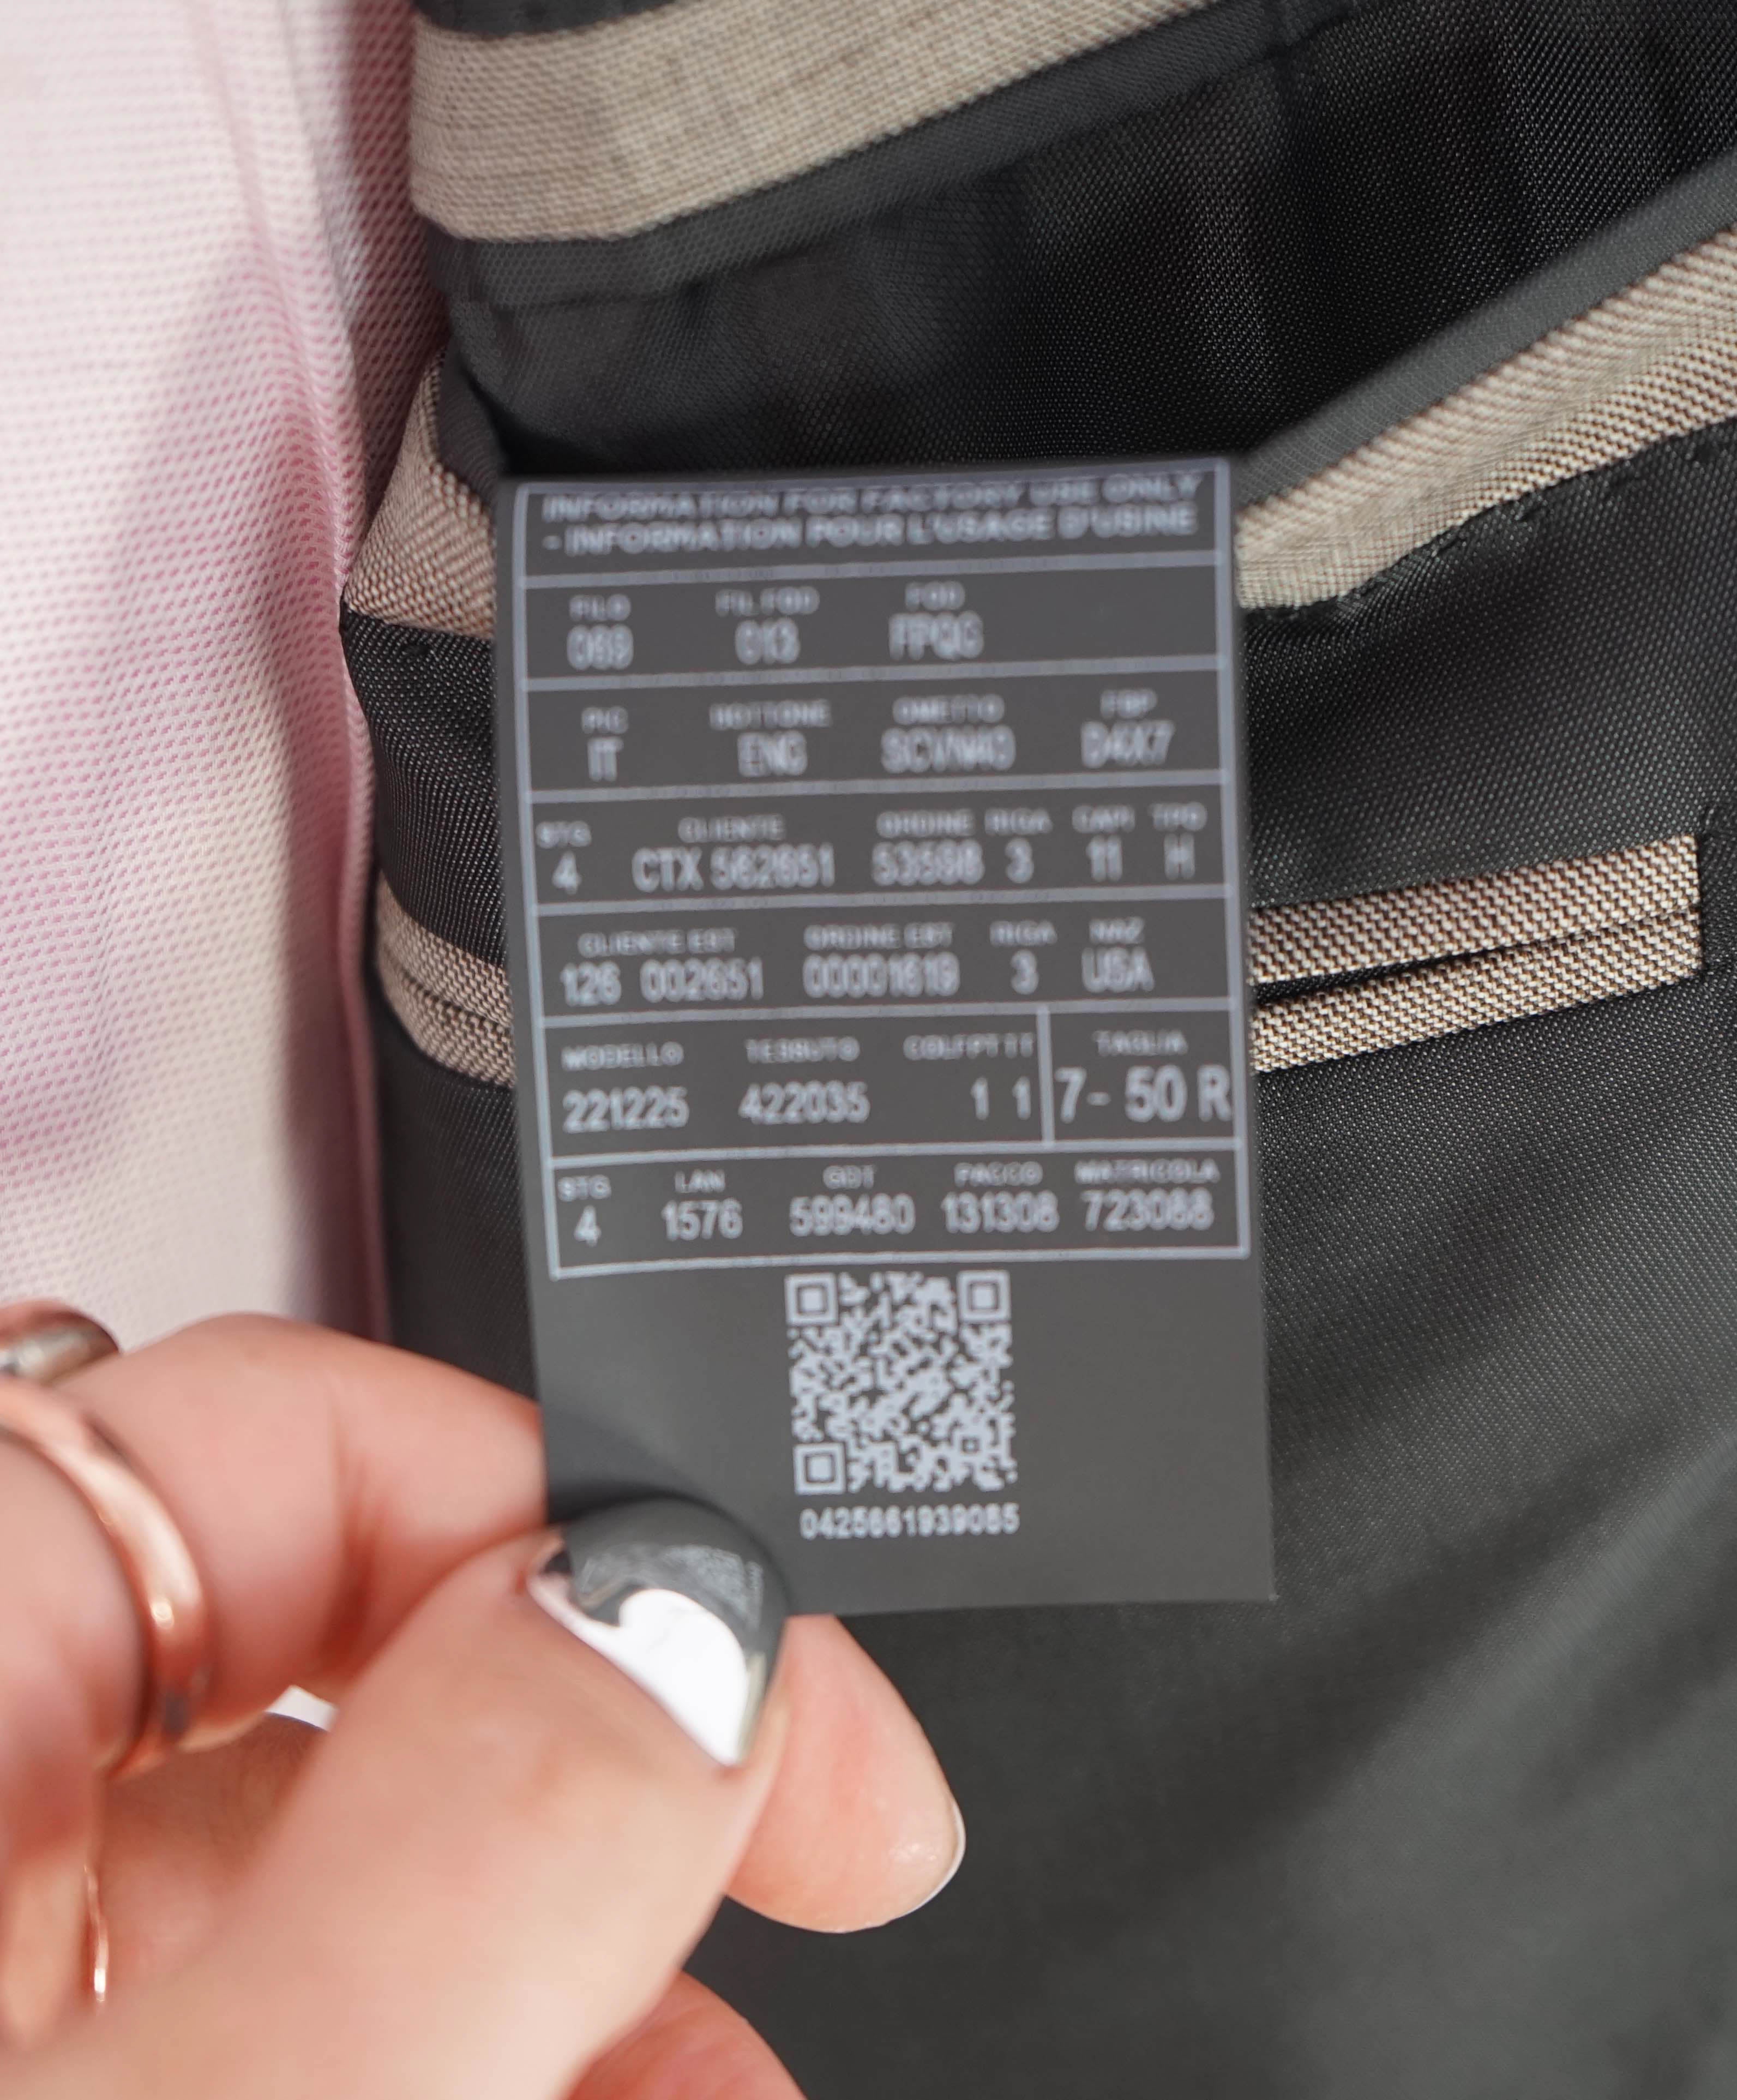 INFORMATION FOR FACTORY USE ONLY
- INFORMATION POUR L'USAGE D'USINE
FILO FIL.FOD FOD
069 013 FPQG
PIC BOTTONE OMETTO FBP
IT ENG D4X7
STG CLIENTE ORDINE RIGA CAPI TPO
4 CTX 562651 53598 3 11 H
CLIENTE EST ORDINE EST RIGA NAZ
126 002651 00001619 3 USA
MODELLO TESSUTO TAGLIA
221225 422035 1 1 7- 50 R
STG LAN GDT PACCO MATRICOLA
4 1576 599480 131308 723088
0425661939085